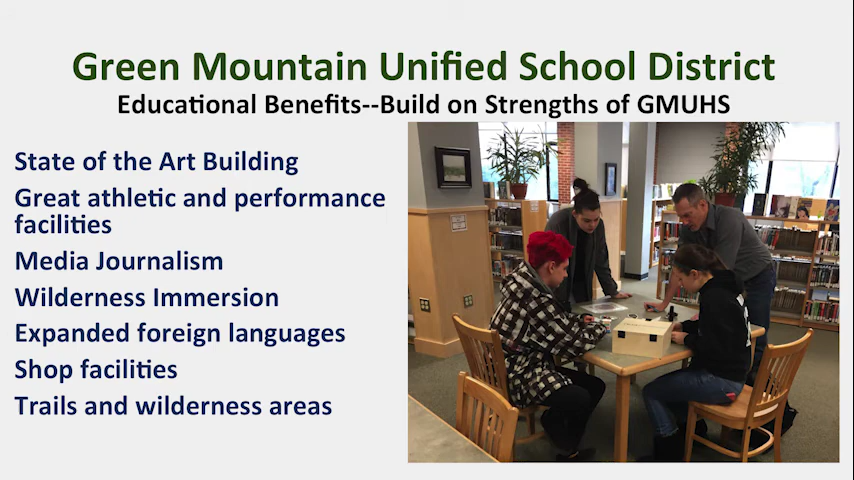 Green Mountain Unified School District
Educational Benefits--Build on Strengths of GMUHS
State of the Art Building
Great athletic and performance
facilities
Media Journalism
Wilderness Immersion
Expanded foreign languages
Shop facilities
Trails and wilderness areas